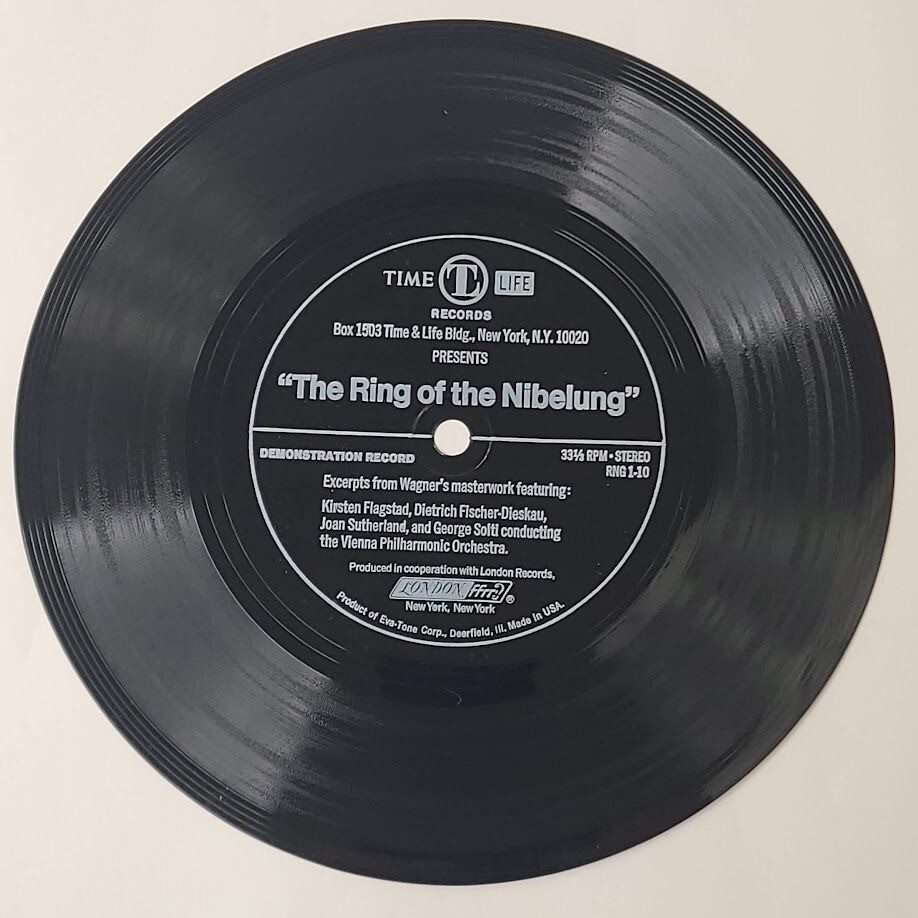 TIME TL LIFE
RECORDS
Box 1503 Time & Life Bldg., New York, N.Y. 10020
PRESENTS
“The Ring of the Nibelung”
DEMONSTRATION RECORD
33⅓ RPM • STEREO
RNG 1-10
Excerpts from Wagner's masterwork featuring:
Kirsten Flagstad, Dietrich Fischer-Dieskau,
Joan Sutherland, and George Solti conducting
the Vienna Philharmonic Orchestra.
Produced in cooperation with London Records,
LONDON ffrr ®
New York, New York
Product of Eva-Tone Corp., Deerfield, Ill. Made in USA.